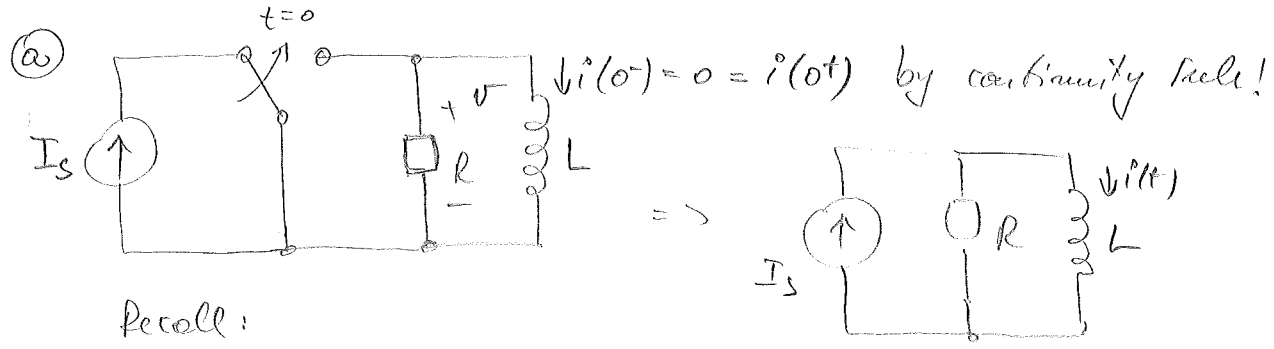 t=0
(a)
↓i(0⁻) = 0 = i(0⁺) by continuity rule!
+ v
I_s
R
−
L
=>
↓i(t)
I_s
R
L
Recall: